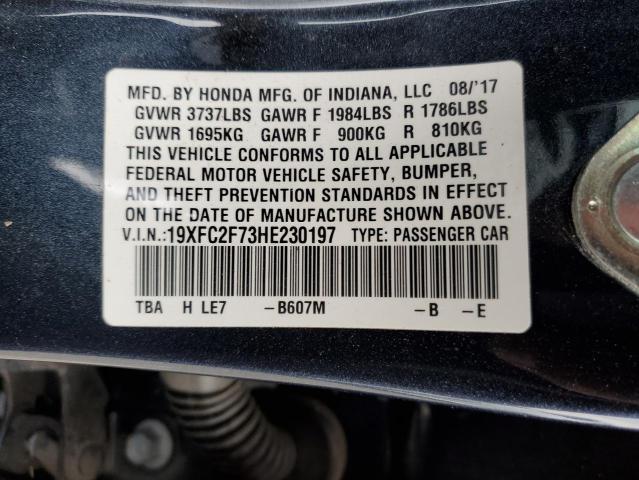 MFD. BY HONDA MFG. OF INDIANA, LLC 08/'17
GVWR 3737LBS GAWR F 1984LBS R 1786LBS
GVWR 1695KG GAWR F 900KG R 810KG
THIS VEHICLE CONFORMS TO ALL APPLICABLE
FEDERAL MOTOR VEHICLE SAFETY, BUMPER,
AND THEFT PREVENTION STANDARDS IN EFFECT
ON THE DATE OF MANUFACTURE SHOWN ABOVE.
V.I.N.:19XFC2F73HE230197 TYPE: PASSENGER CAR
TBA H LE7 -B607M -B -E